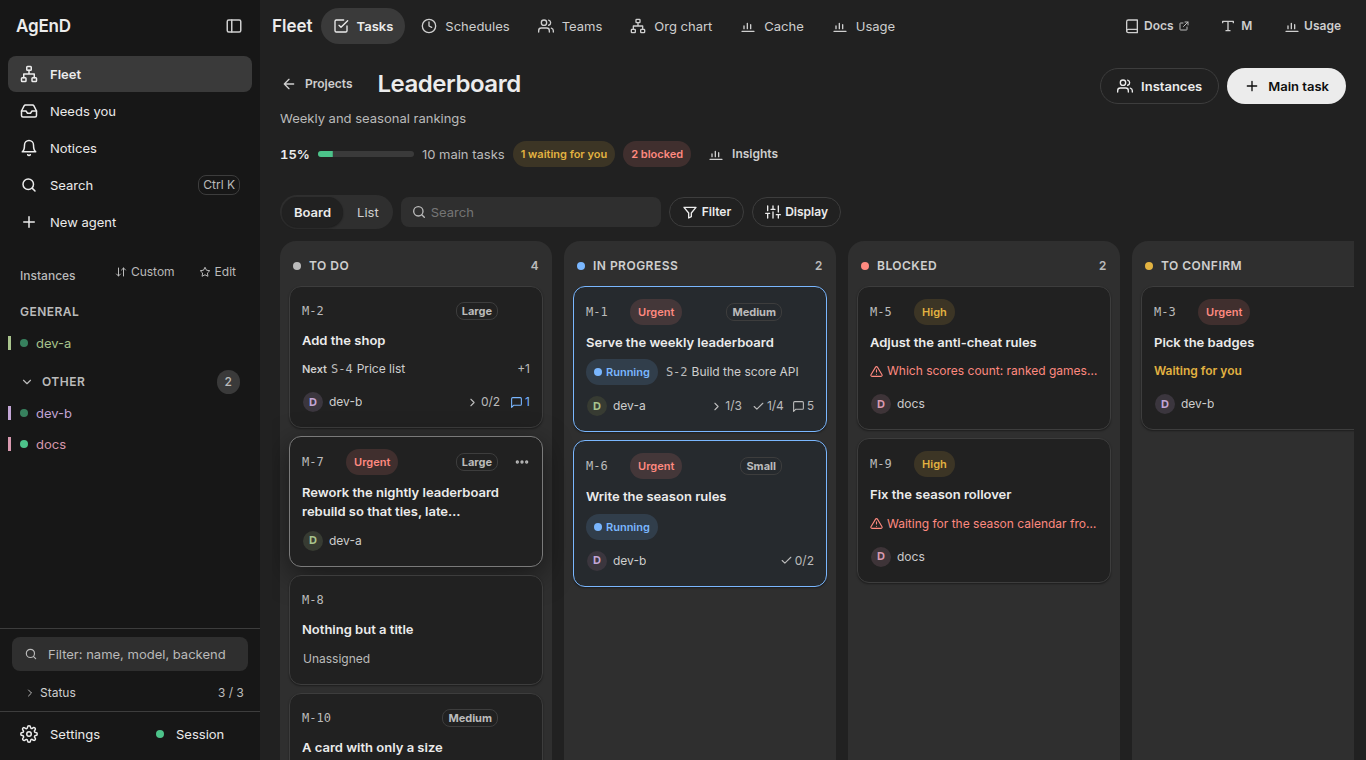 AgEnD
Fleet
Needs you
Notices
Search
Ctrl K
New agent
Instances
Custom
Edit
GENERAL
dev-a
OTHER
2
dev-b
docs
Filter: name, model, backend
Status
3 / 3
Settings
Session
Fleet
Tasks
Schedules
Teams
Org chart
Cache
Usage
Docs
M
Usage
Projects
Leaderboard
Instances
Main task
Weekly and seasonal rankings
15%
10 main tasks
1 waiting for you
2 blocked
Insights
Board
List
Search
Filter
Display
TO DO
4
M-2
Large
Add the shop
Next S-4 Price list
+1
D
dev-b
0/2
1
M-7
Urgent
Large
Rework the nightly leaderboard
rebuild so that ties, late...
D
dev-a
M-8
Nothing but a title
Unassigned
M-10
Medium
A card with only a size
IN PROGRESS
2
M-1
Urgent
Medium
Serve the weekly leaderboard
Running
S-2 Build the score API
D
dev-a
1/3
1/4
5
M-6
Urgent
Small
Write the season rules
Running
D
dev-b
0/2
BLOCKED
2
M-5
High
Adjust the anti-cheat rules
Which scores count: ranked games...
D
docs
M-9
High
Fix the season rollover
Waiting for the season calendar fro...
D
docs
TO CONFIRM
M-3
Urgent
Pick the badges
Waiting for you
D
dev-b